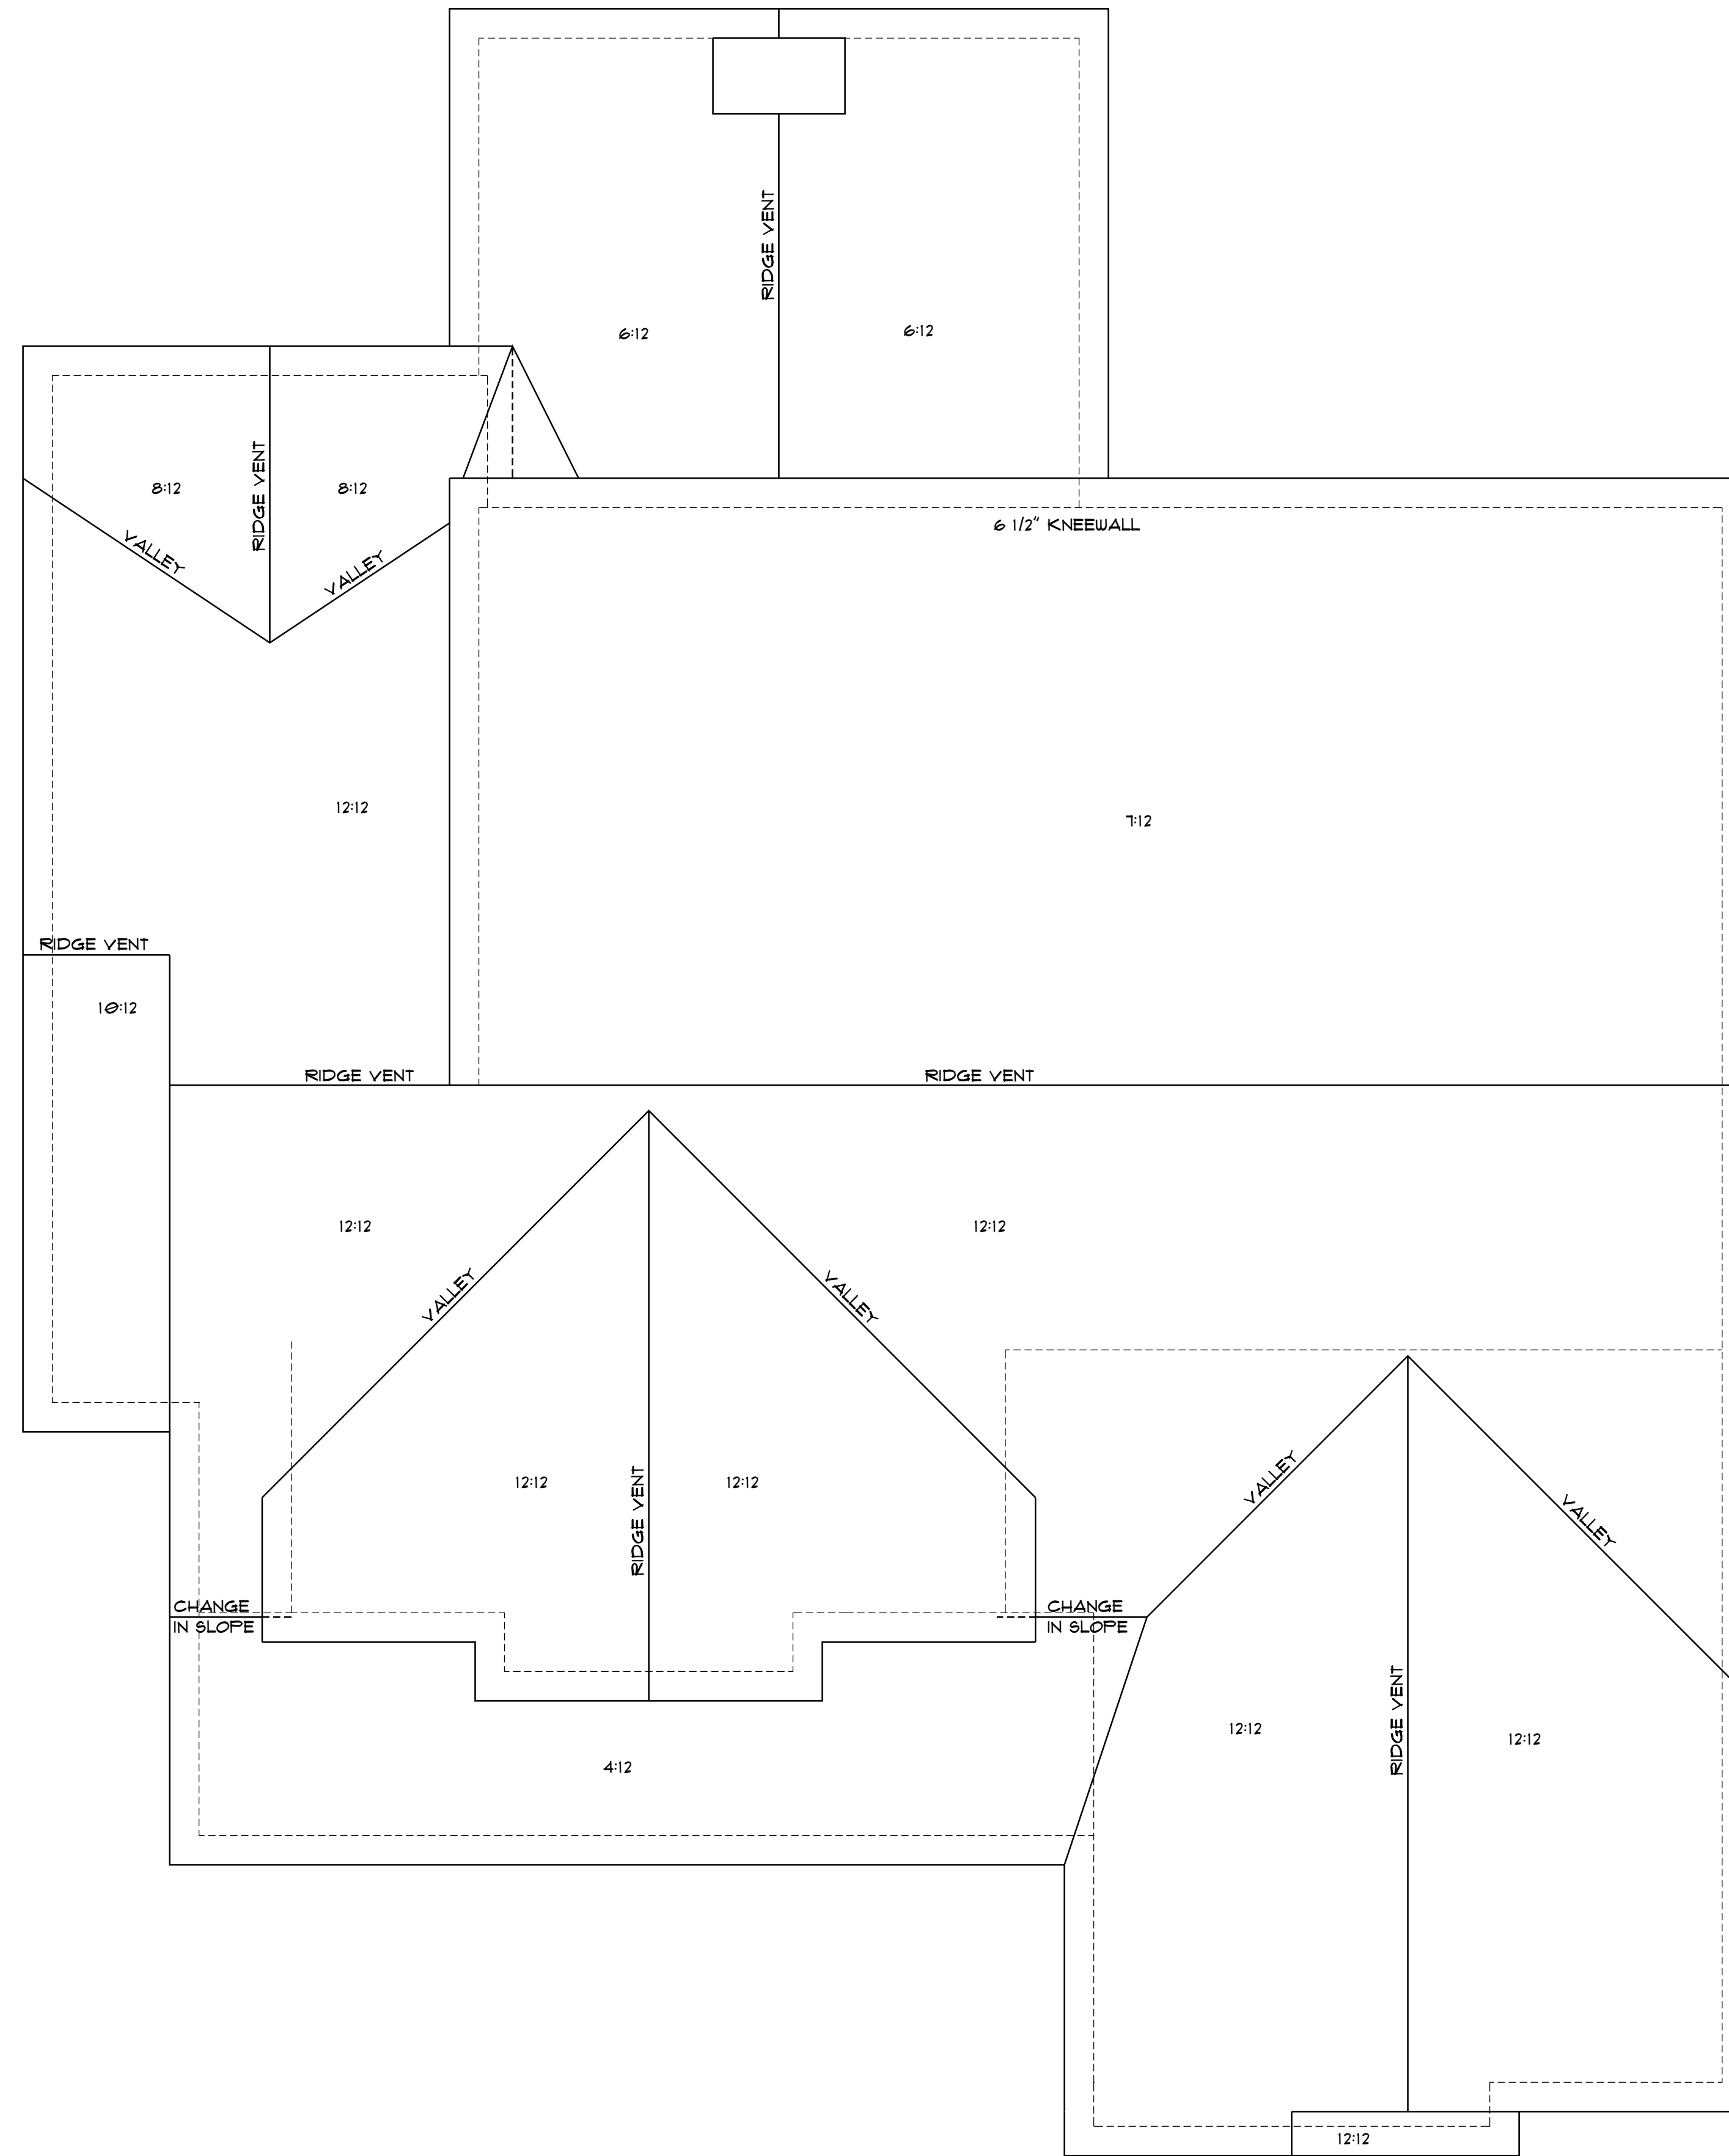 RIDGE VENT
6:12
6:12
RIDGE VENT
8:12
8:12
VALLEY
VALLEY
6 1/2" KNEEWALL
12:12
7:12
RIDGE VENT
10:12
RIDGE VENT
RIDGE VENT
12:12
12:12
VALLEY
VALLEY
12:12
12:12
RIDGE VENT
VALLEY
VALLEY
CHANGE
IN SLOPE
CHANGE
IN SLOPE
RIDGE VENT
12:12
12:12
4:12
12:12